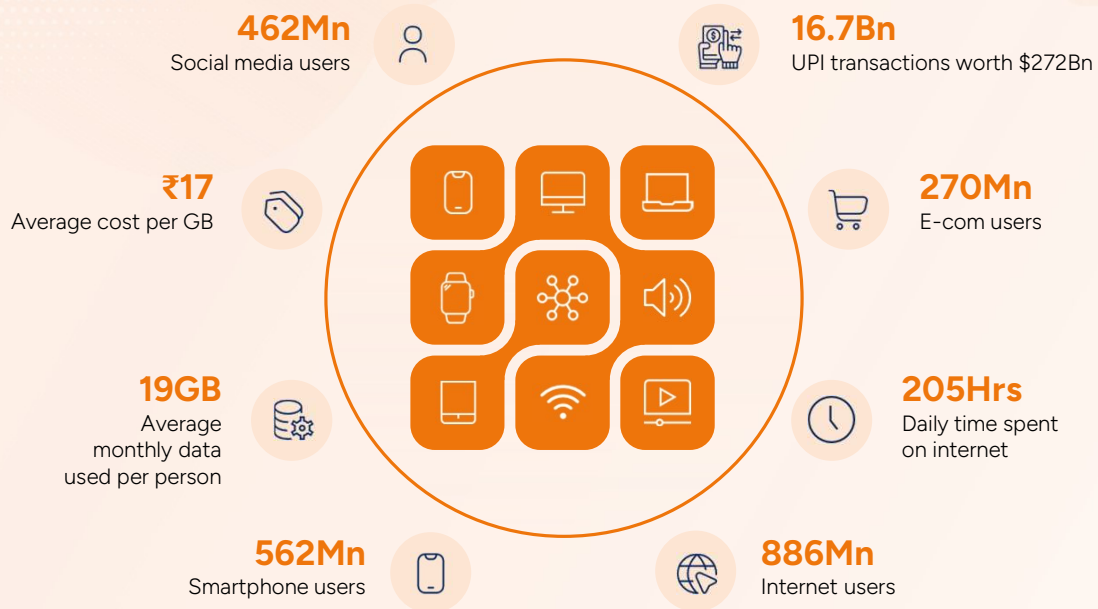 462Mn
Social media users
16.7Bn
UPI transactions worth $272Bn
₹17
Average cost per GB
270Mn
E-com users
19GB
Average
monthly data
used per person
205Hrs
Daily time spent
on internet
562Mn
Smartphone users
886Mn
Internet users